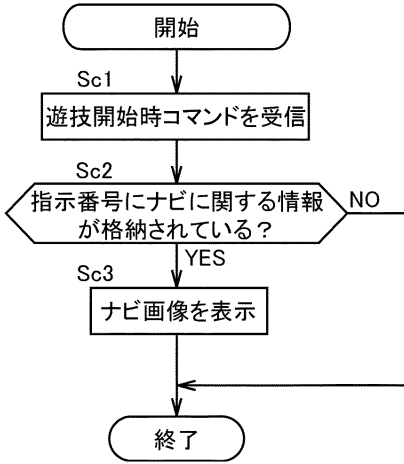 開始
Sc1
遊技開始時コマンドを受信
Sc2
指示番号にナビに関する情報
が格納されている？
NO
YES
Sc3
ナビ画像を表示
終了